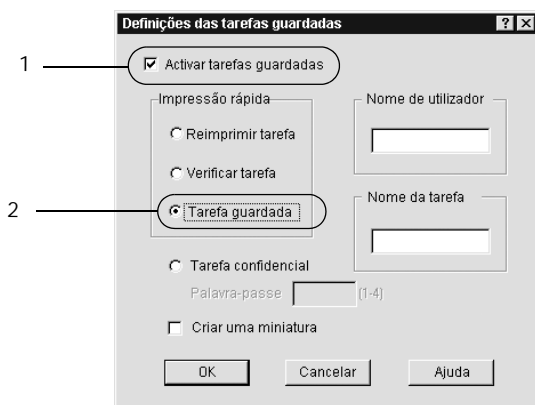 Definições das tarefas guardadas
1
Activar tarefas guardadas
Impressão rápida
Nome de utilizador
Reimprimir tarefa
Verificar tarefa
2
Tarefa guardada
Nome da tarefa
Tarefa confidencial
Palavra-passe (1-4)
Criar uma miniatura
OK Cancelar Ajuda